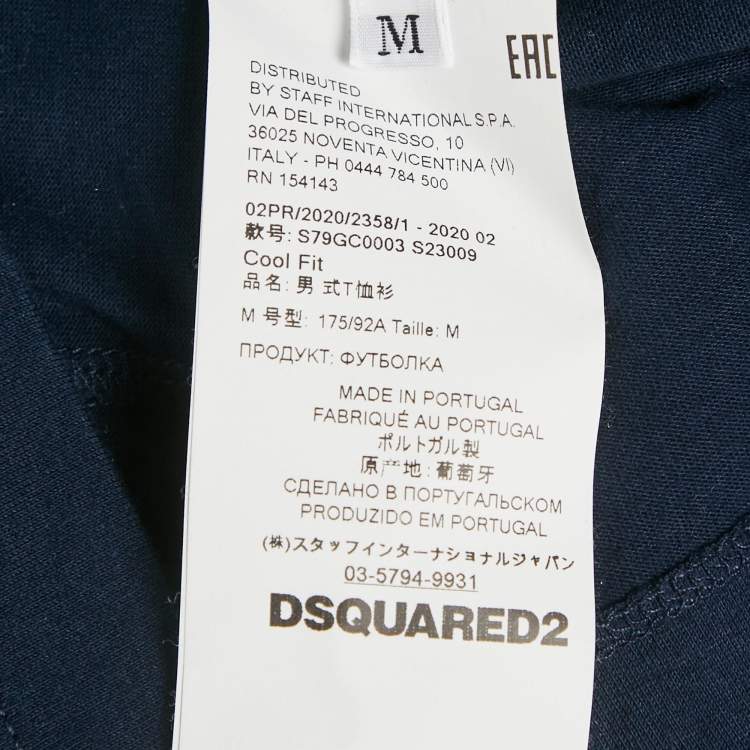 M
EAC
DISTRIBUTED
BY STAFF INTERNATIONAL S.P.A.
VIA DEL PROGRESSO, 10
36025 NOVENTA VICENTINA (VI)
ITALY - PH 0444 784 500
RN 154143
02PR/2020/2358/1 - 2020 02
款号: S79GC0003 S23009
Cool Fit
品名: 男 式T恤衫
M 号型: 175/92A Taille: M
ПРОДУКТ: ФУТБОЛКА
MADE IN PORTUGAL
FABRIQUÉ AU PORTUGAL
ポルトガル製
原产地: 葡萄牙
СДЕЛАНО В ПОРТУГАЛЬСКОМ
PRODUZIDO EM PORTUGAL
(株)スタッフインターナショナルジャパン
03-5794-9931
DSQUARED2